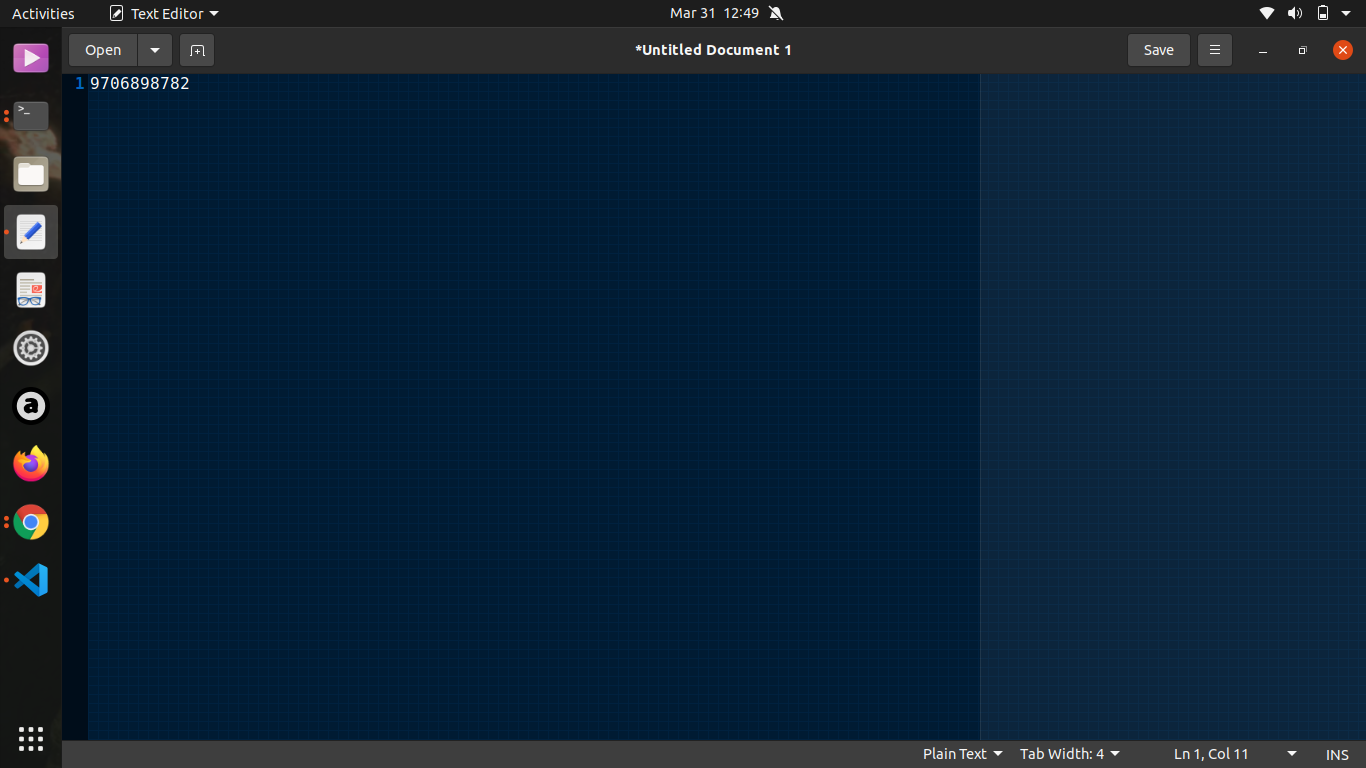 Activities Text Editor Mar 31 12:49
Open *Untitled Document 1 Save
1 9706898782
Plain Text Tab Width: 4 Ln 1, Col 11 INS